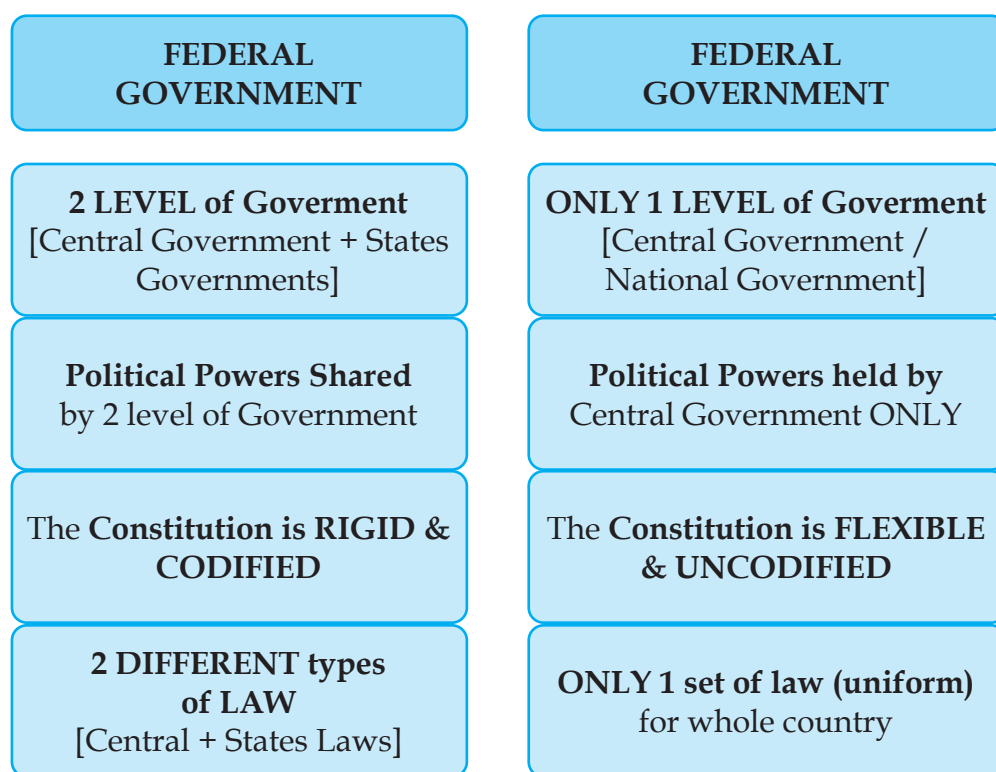 FEDERAL
GOVERNMENT
2 LEVEL of Goverment
[Central Government + States
Governments]
Political Powers Shared
by 2 level of Government
The Constitution is RIGID &
CODIFIED
2 DIFFERENT types
of LAW
[Central + States Laws]
FEDERAL
GOVERNMENT
ONLY 1 LEVEL of Goverment
[Central Government /
National Government]
Political Powers held by
Central Government ONLY
The Constitution is FLEXIBLE
& UNCODIFIED
ONLY 1 set of law (uniform)
for whole country